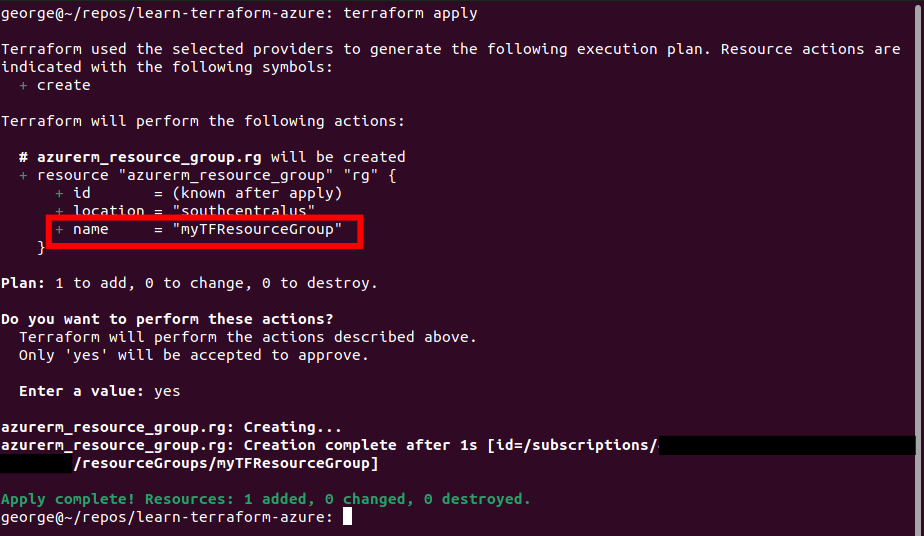 george@~/repos/learn-terraform-azure: terraform apply
Terraform used the selected providers to generate the following execution plan. Resource actions are
indicated with the following symbols:
+ create
Terraform will perform the following actions:
# azurerm_resource_group.rg will be created
+ resource "azurerm_resource_group" "rg" {
+ id       = (known after apply)
+ location = "southcentralus"
+ name     = "myTFResourceGroup"
}
Plan: 1 to add, 0 to change, 0 to destroy.
Do you want to perform these actions?
Terraform will perform the actions described above.
Only 'yes' will be accepted to approve.
Enter a value: yes
azurerm_resource_group.rg: Creating...
azurerm_resource_group.rg: Creation complete after 1s [id=/subscriptions/
/resourceGroups/myTFResourceGroup]
Apply complete! Resources: 1 added, 0 changed, 0 destroyed.
george@~/repos/learn-terraform-azure: